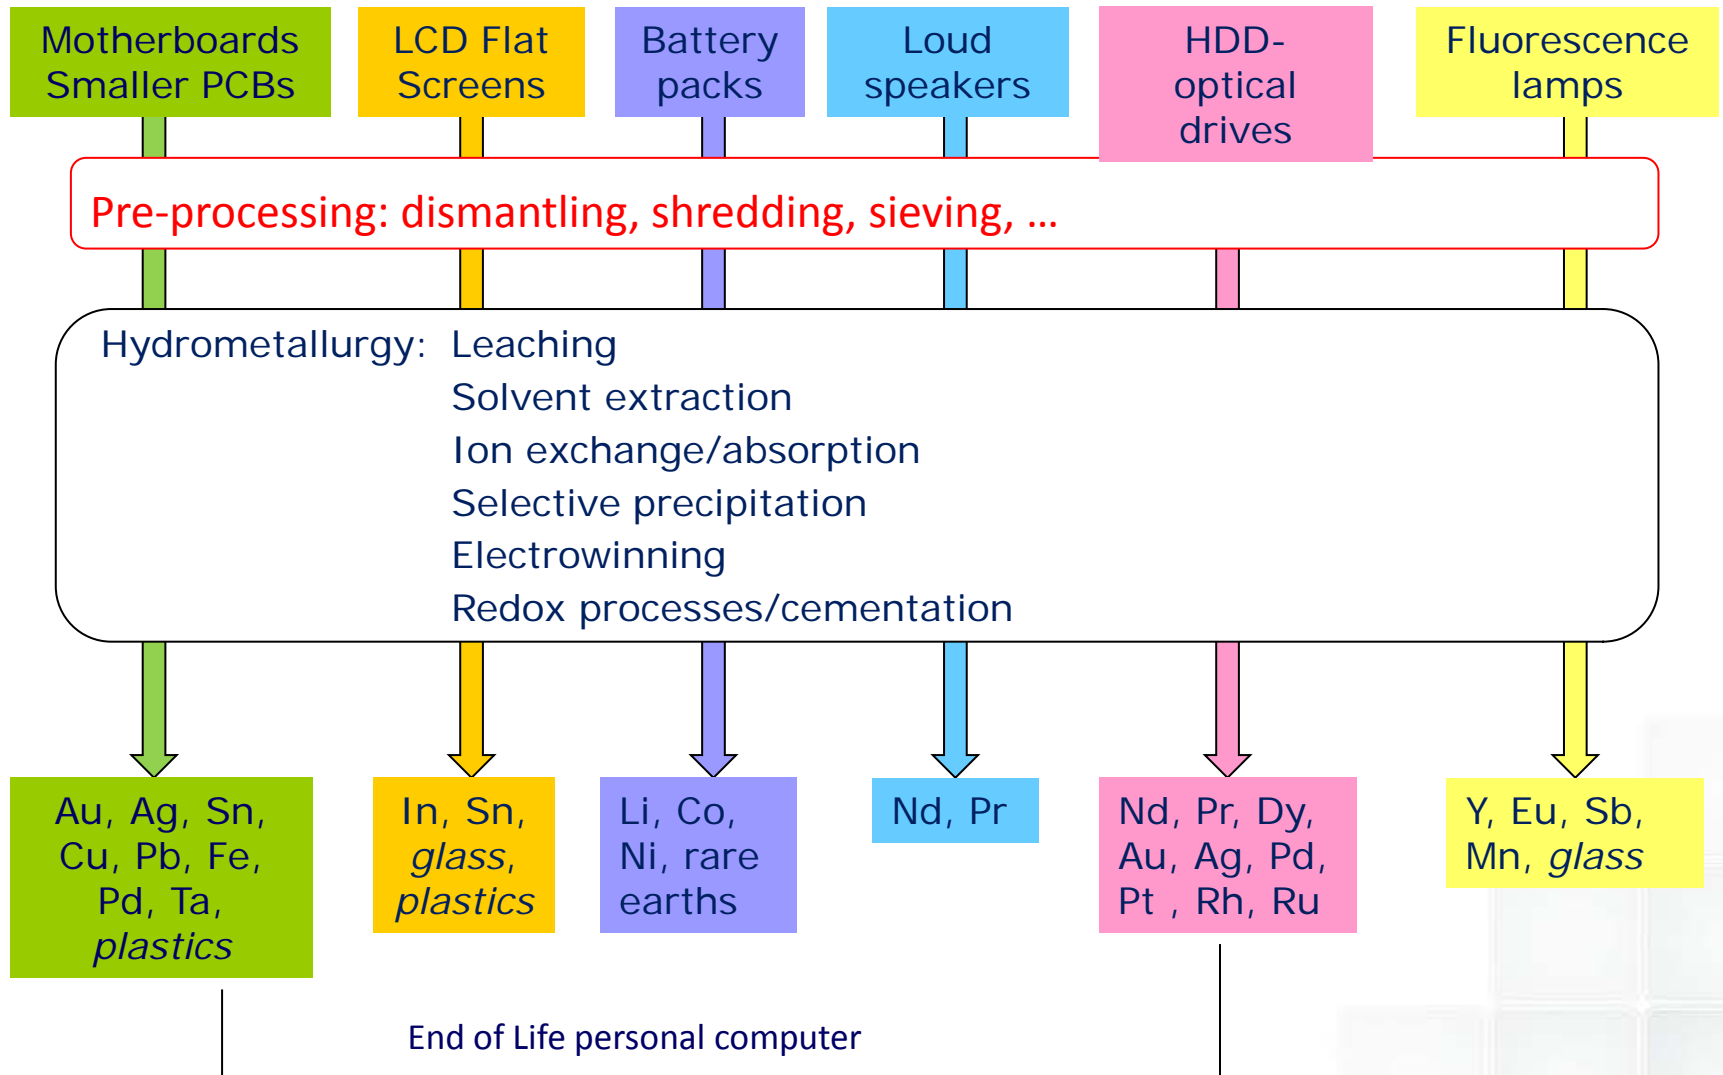 Motherboards
Smaller PCBs
LCD Flat
Screens
Battery
packs
Loud
speakers
HDD-
optical
drives
Fluorescence
lamps
Pre-processing: dismantling, shredding, sieving, ...
Hydrometallurgy: Leaching
Solvent extraction
Ion exchange/absorption
Selective precipitation
Electrowinning
Redox processes/cementation
Au, Ag, Sn,
Cu, Pb, Fe,
Pd, Ta,
plastics
In, Sn,
glass,
plastics
Li, Co,
Ni, rare
earths
Nd, Pr
Nd, Pr, Dy,
Au, Ag, Pd,
Pt , Rh, Ru
Y, Eu, Sb,
Mn, glass
End of Life personal computer